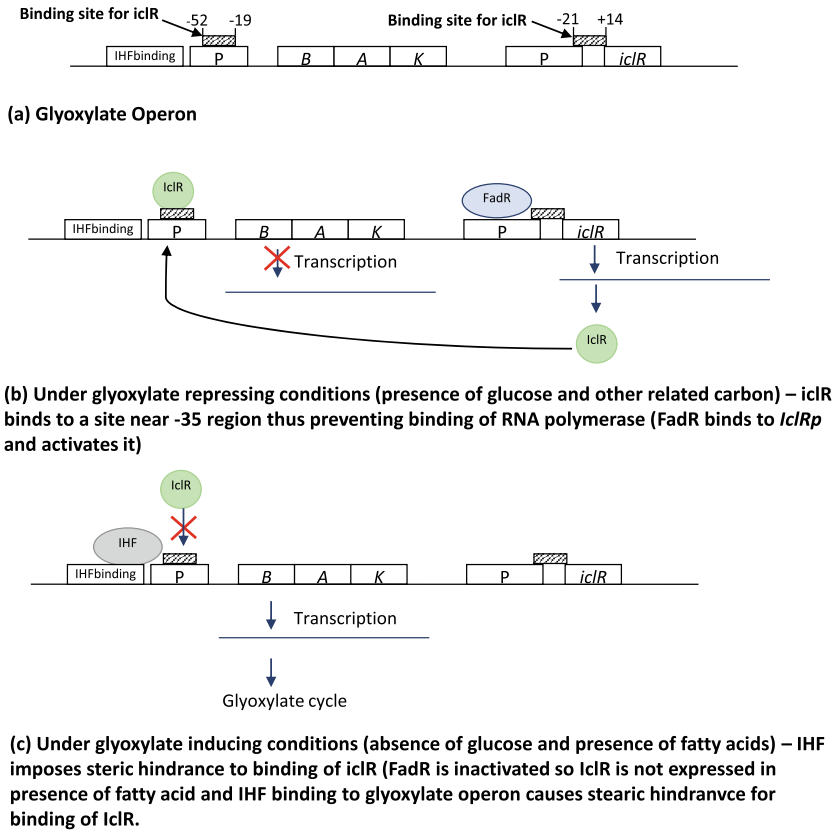 Binding site for iclR
-52
-19
Binding site for iclR
-21
+14
IHFbinding
P
B
A
K
P
iclR
(a) Glyoxylate Operon
IclR
FadR
IHFbinding
P
B
A
K
P
iclR
Transcription
Transcription
IclR
(b) Under glyoxylate repressing conditions (presence of glucose and other related carbon) – iclR
binds to a site near -35 region thus preventing binding of RNA polymerase (FadR binds to IclRp
and activates it)
IclR
IHF
IHFbinding
P
B
A
K
P
iclR
Transcription
Glyoxylate cycle
(c) Under glyoxylate inducing conditions (absence of glucose and presence of fatty acids) – IHF
imposes steric hindrance to binding of iclR (FadR is inactivated so IclR is not expressed in
presence of fatty acid and IHF binding to glyoxylate operon causes stearic hindranvce for
binding of IclR.